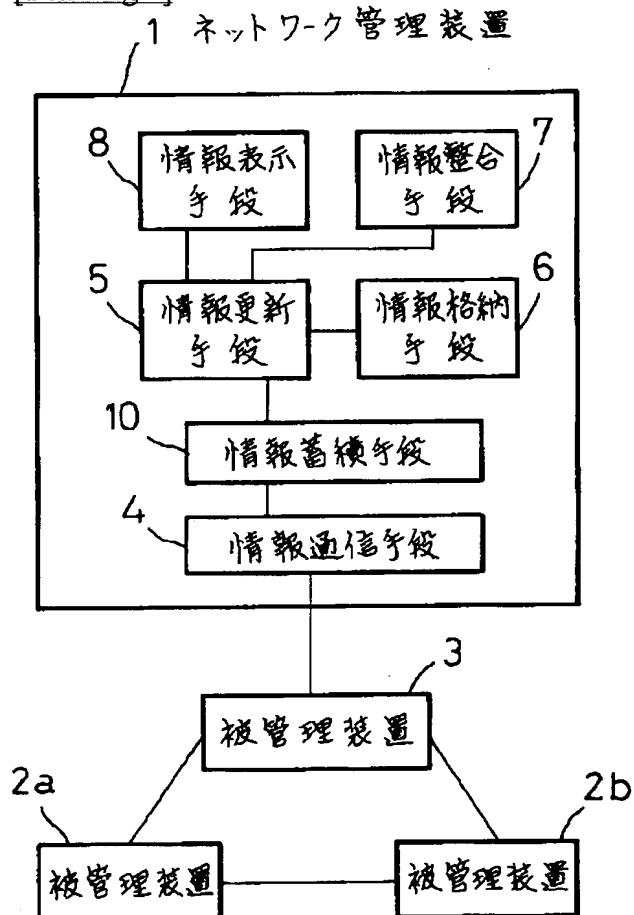 1 ネットワーク管理装置
8
情報表示
手段
7
情報整合
手段
5
情報更新
手段
6
情報格納
手段
10
情報蓄積手段
4
情報通信手段
3
被管理装置
2a
被管理装置
2b
被管理装置